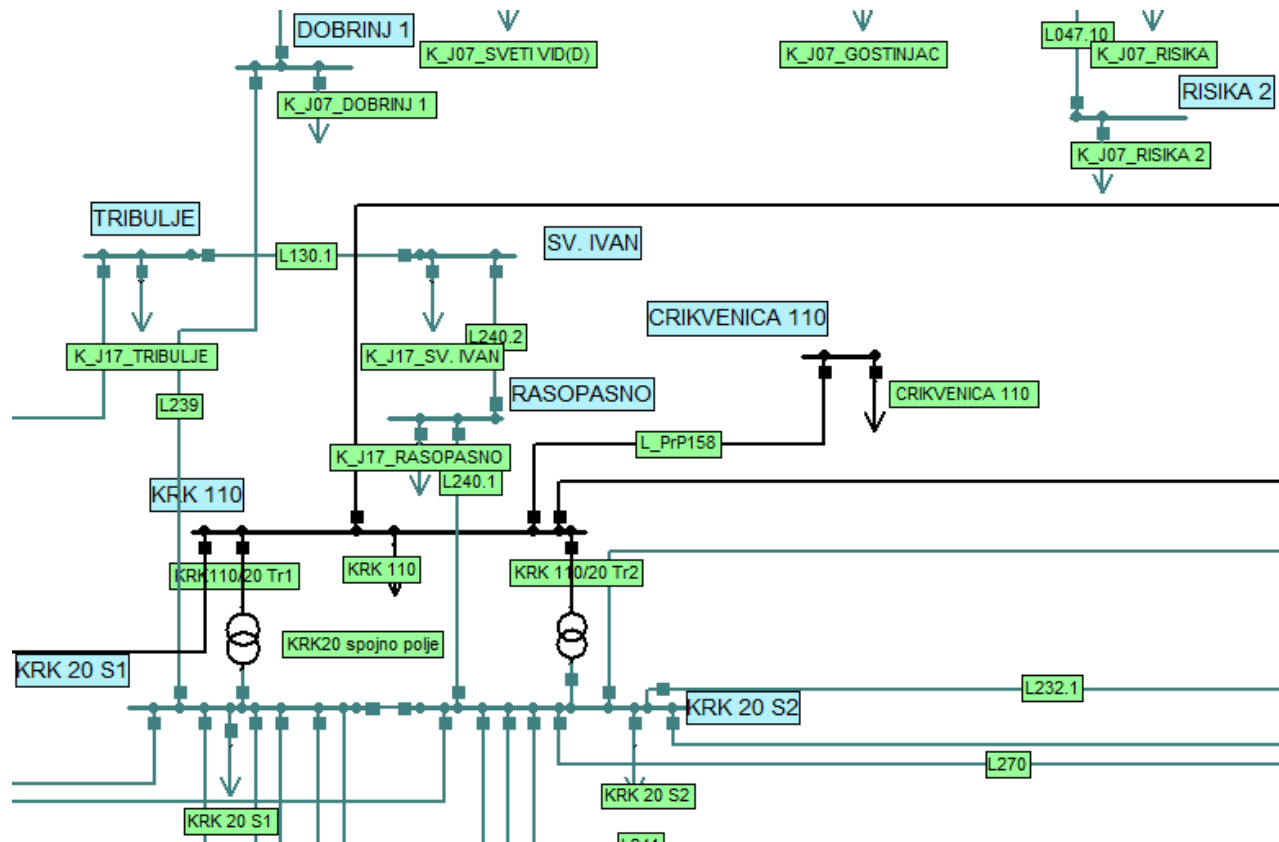 DOBRINJ 1
K_J07_SVETI VID(D)
K_J07_GOSTINJAC
L047.10
K_J07_RISIKA
RISIKA 2
K_J07_DOBRINJ 1
K_J07_RISIKA 2
TRIBULJE
L130.1
SV. IVAN
CRIKVENICA 110
L240.2
K_J17_TRIBULJE
K_J17_SV. IVAN
RASOPASNO
CRIKVENICA 110
L239
L_PrP158
K_J17_RASOPASNO
L240.1
KRK 110
KRK110/20 Tr1
KRK 110
KRK 110/20 Tr2
KRK20 spojno polje
KRK 20 S1
L232.1
KRK 20 S2
L270
KRK 20 S2
KRK 20 S1